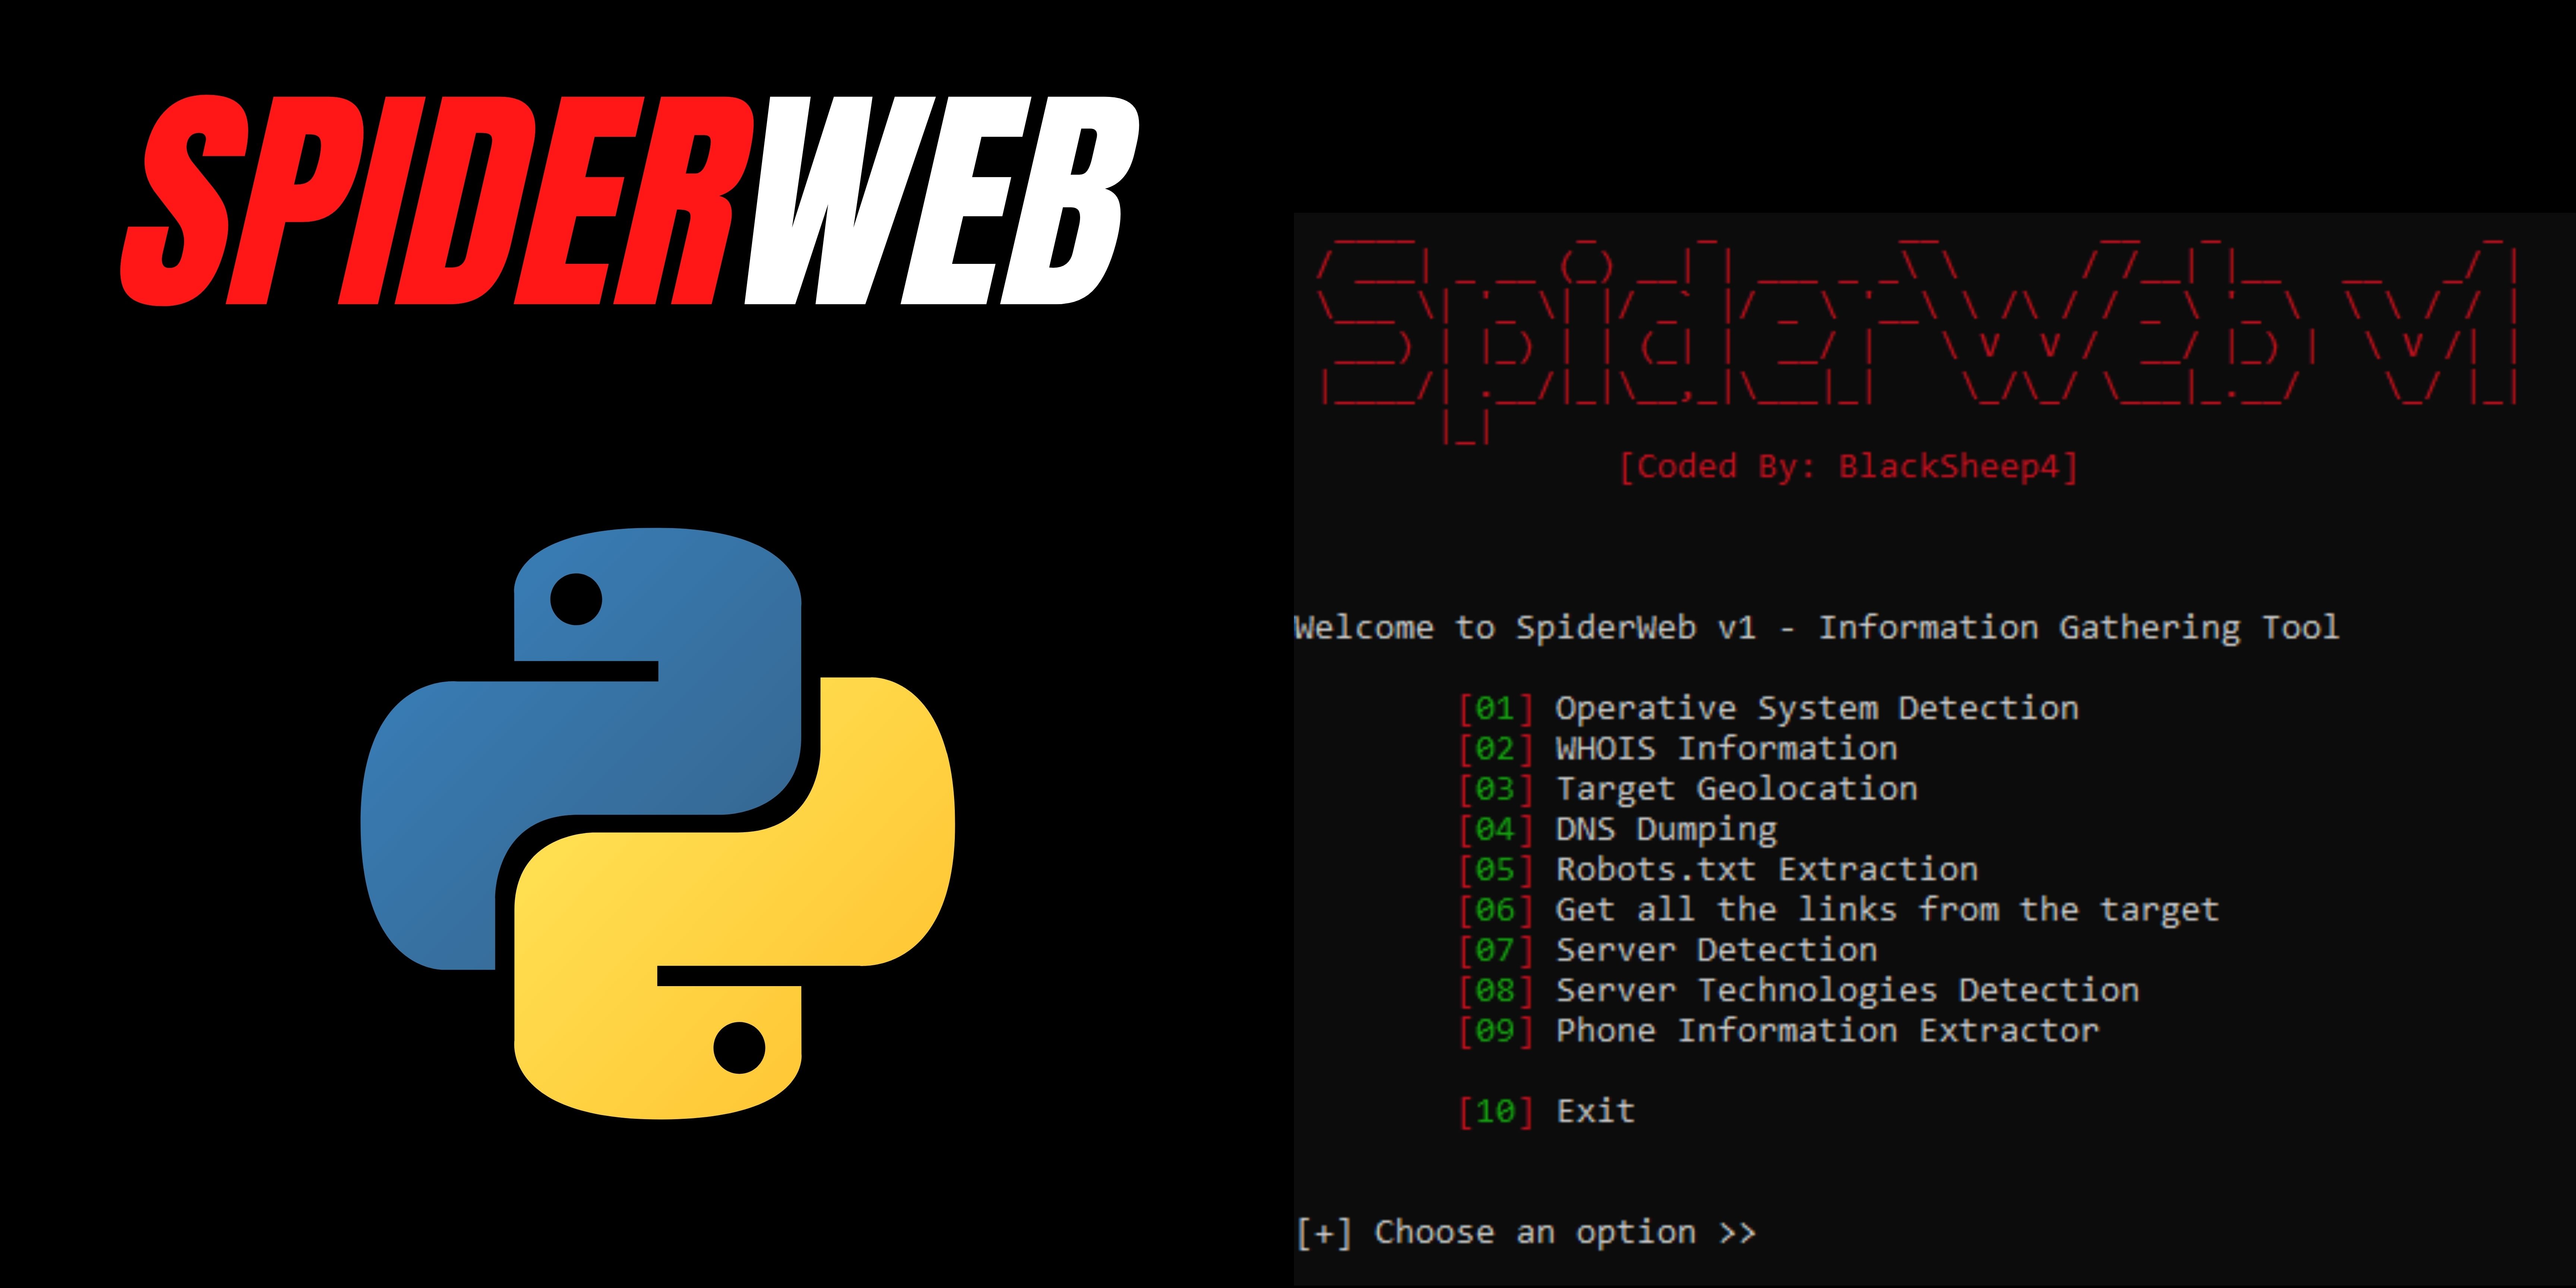 SPIDERWEB
SpiderWeb v1
[Coded By: BlackSheep4]
Welcome to SpiderWeb v1 - Information Gathering Tool
[01] Operative System Detection
[02] WHOIS Information
[03] Target Geolocation
[04] DNS Dumping
[05] Robots.txt Extraction
[06] Get all the links from the target
[07] Server Detection
[08] Server Technologies Detection
[09] Phone Information Extractor
[10] Exit
[+] Choose an option >>